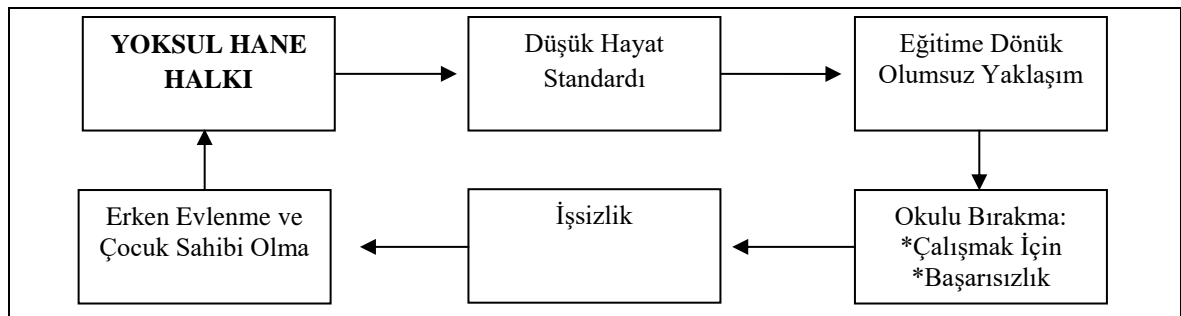 YOKSUL HANE
HALKI
Düşük Hayat
Standardı
Eğitime Dönük
Olumsuz Yaklaşım
Okulu Bırakma:
*Çalışmak İçin
*Başarısızlık
İşsizlik
Erken Evlenme ve
Çocuk Sahibi Olma